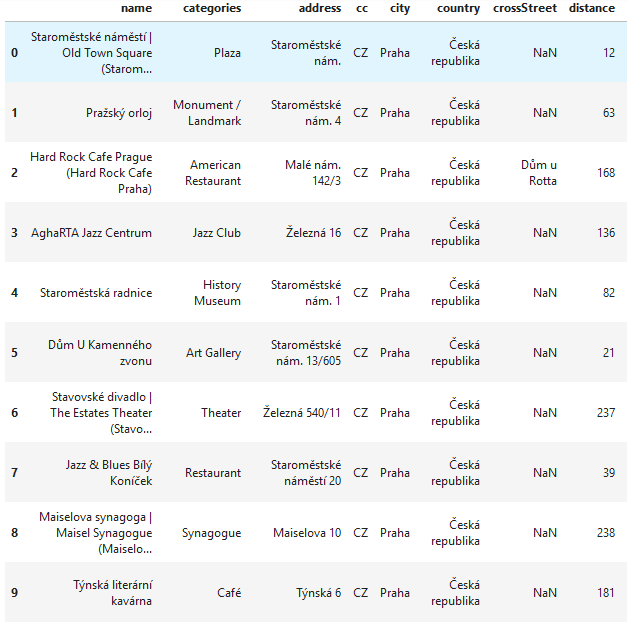 name categories address cc city country crossStreet distance
0 Staroměstské náměstí | Old Town Square (Starom... Plaza Staroměstské nám. CZ Praha Česká republika NaN 12
1 Pražský orloj Monument / Landmark Staroměstské nám. 4 CZ Praha Česká republika NaN 63
2 Hard Rock Cafe Prague (Hard Rock Cafe Praha) American Restaurant Malé nám. 142/3 CZ Praha Česká republika Dům u Rotta 168
3 AghaRTA Jazz Centrum Jazz Club Železná 16 CZ Praha Česká republika NaN 136
4 Staroměstská radnice History Museum Staroměstské nám. 1 CZ Praha Česká republika NaN 82
5 Dům U Kamenného zvonu Art Gallery Staroměstské nám. 13/605 CZ Praha Česká republika NaN 21
6 Stavovské divadlo | The Estates Theater (Stavo... Theater Železná 540/11 CZ Praha Česká republika NaN 237
7 Jazz & Blues Bílý Koníček Restaurant Staroměstské náměstí 20 CZ Praha Česká republika NaN 39
8 Maiselova synagoga | Maisel Synagogue (Maiselo... Synagogue Maiselova 10 CZ Praha Česká republika NaN 238
9 Týnská literární kavárna Café Týnská 6 CZ Praha Česká republika NaN 181